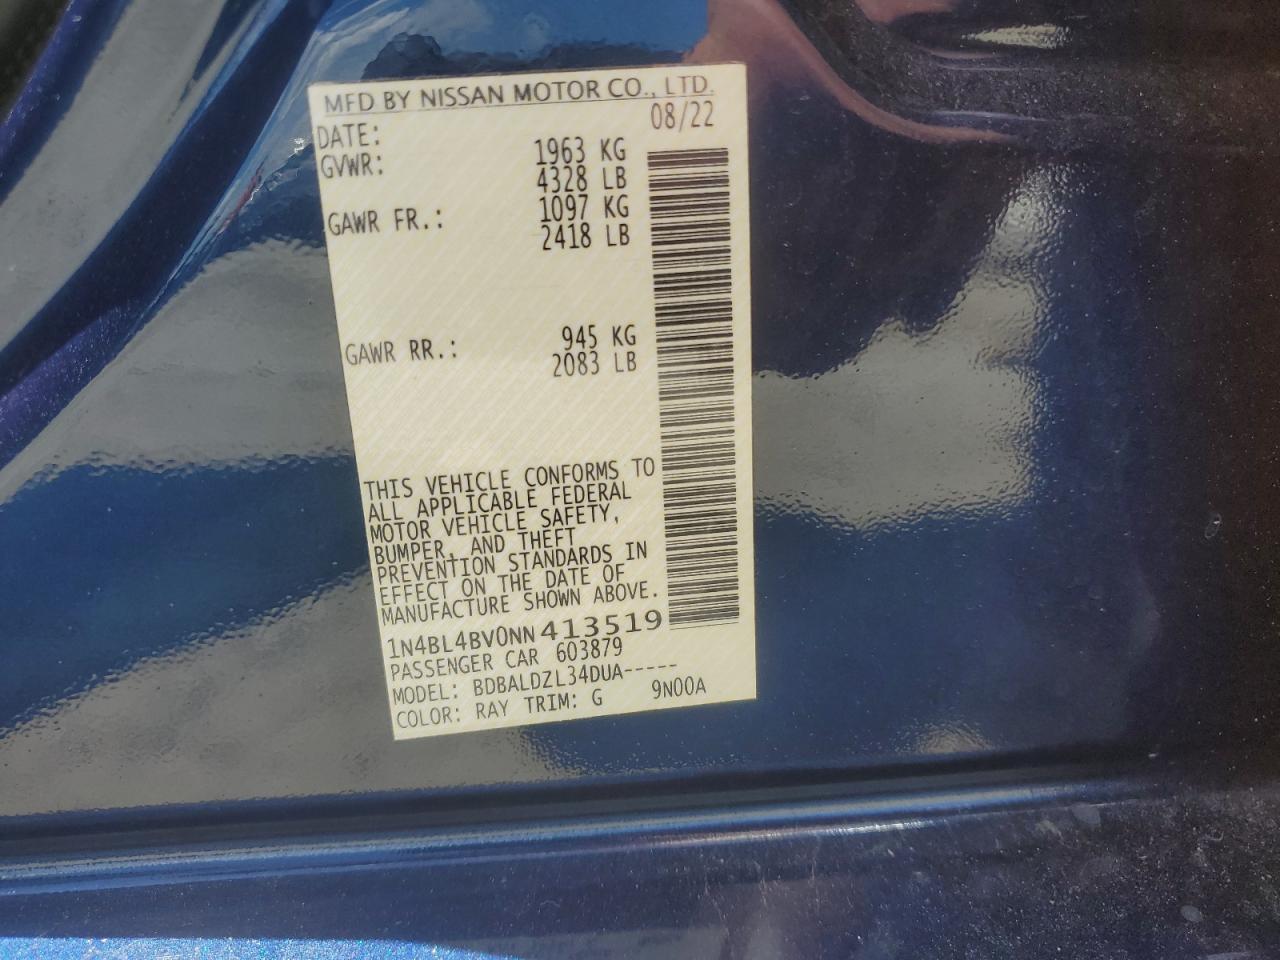 MFD BY NISSAN MOTOR CO., LTD.
DATE: 08/22
GVWR: 1963 KG
4328 LB
GAWR FR.: 1097 KG
2418 LB
GAWR RR.: 945 KG
2083 LB
THIS VEHICLE CONFORMS TO
ALL APPLICABLE FEDERAL
MOTOR VEHICLE SAFETY,
BUMPER, AND THEFT
PREVENTION STANDARDS IN
EFFECT ON THE DATE OF
MANUFACTURE SHOWN ABOVE.
1N4BL4BV0NN413519
PASSENGER CAR 603879
MODEL: BDBALDZL34DUA-----
COLOR: RAY TRIM: G 9N00A